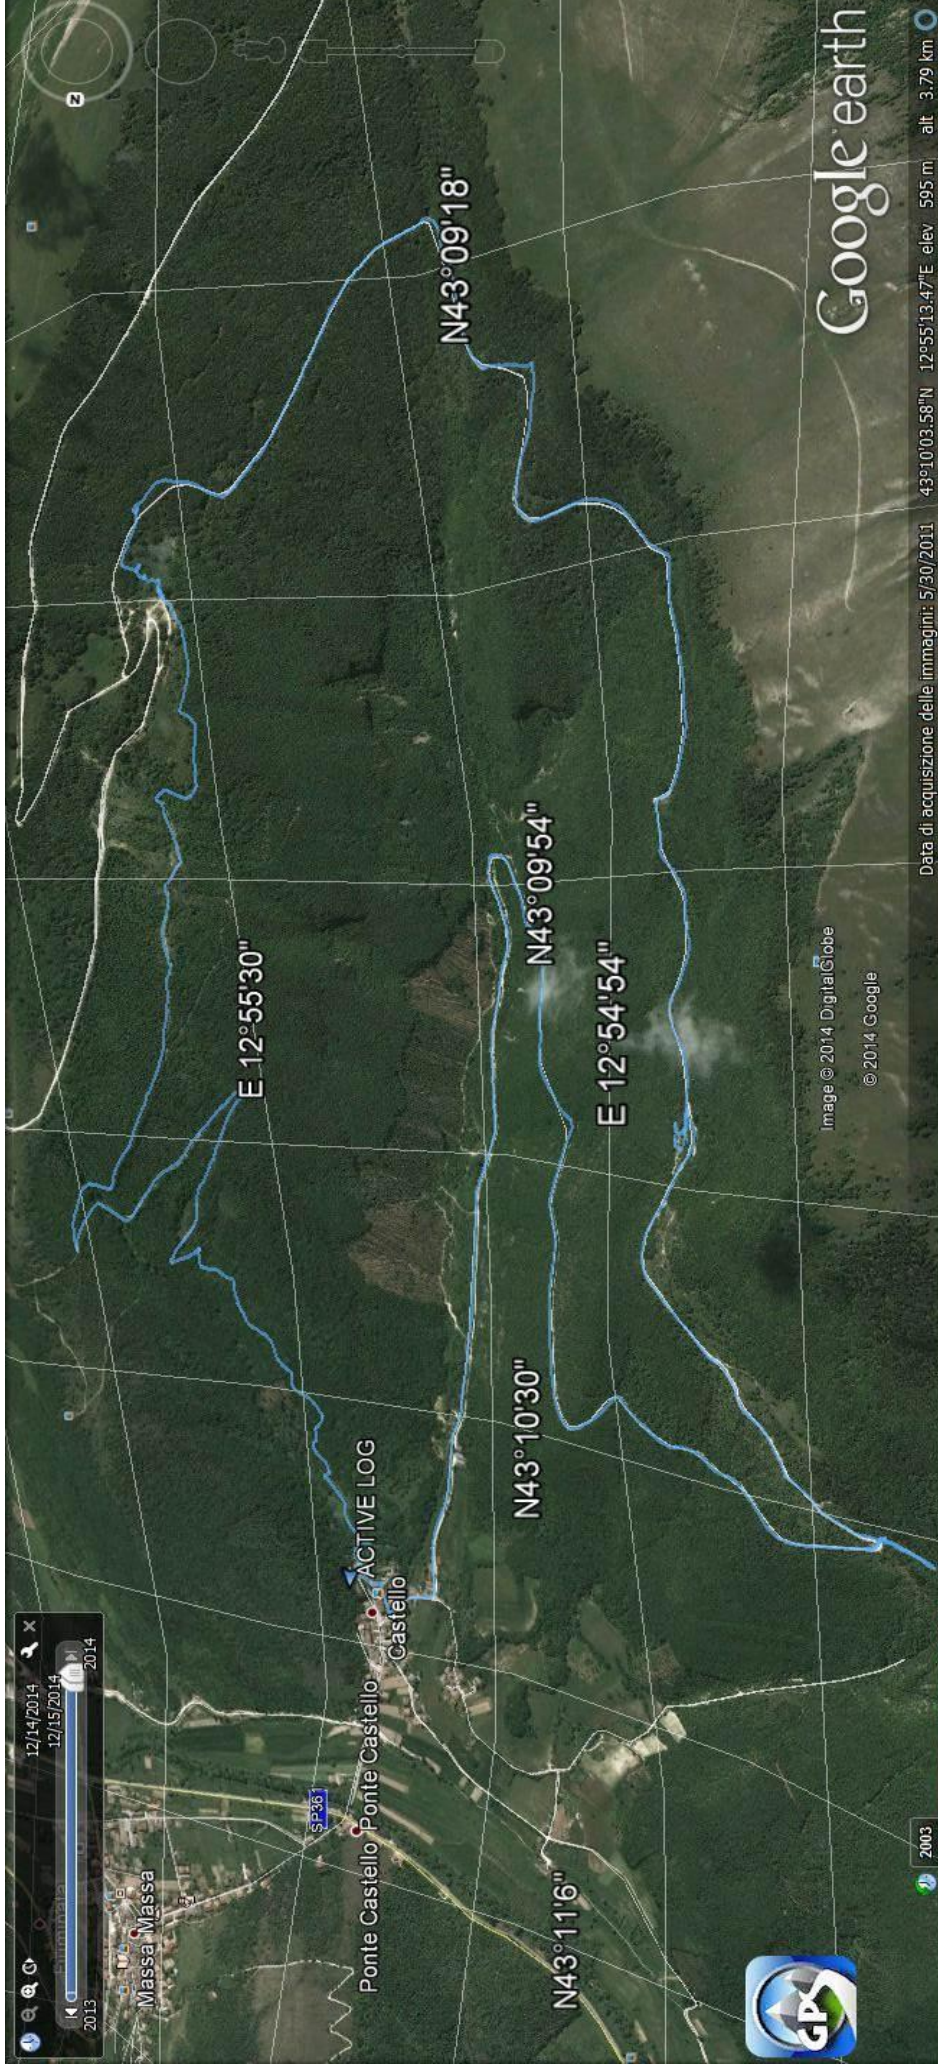 12/14/2014
12/15/2014
2013
2014
N
Massa Massa
SP361
Ponte Castello Ponte Castello
Castello
ACTIVE LOG
E 12°55'30"
N43°09'18"
N43°09'54"
E 12°54'54"
N43°10'30"
N43°11'6"
GPS
2003
Image © 2014 DigitalGlobe
© 2014 Google
Google earth
Data di acquisizione delle immagini: 5/30/2011 43°10'03.58"N 12°55'13.47"E elev 595 m alt 3.79 km